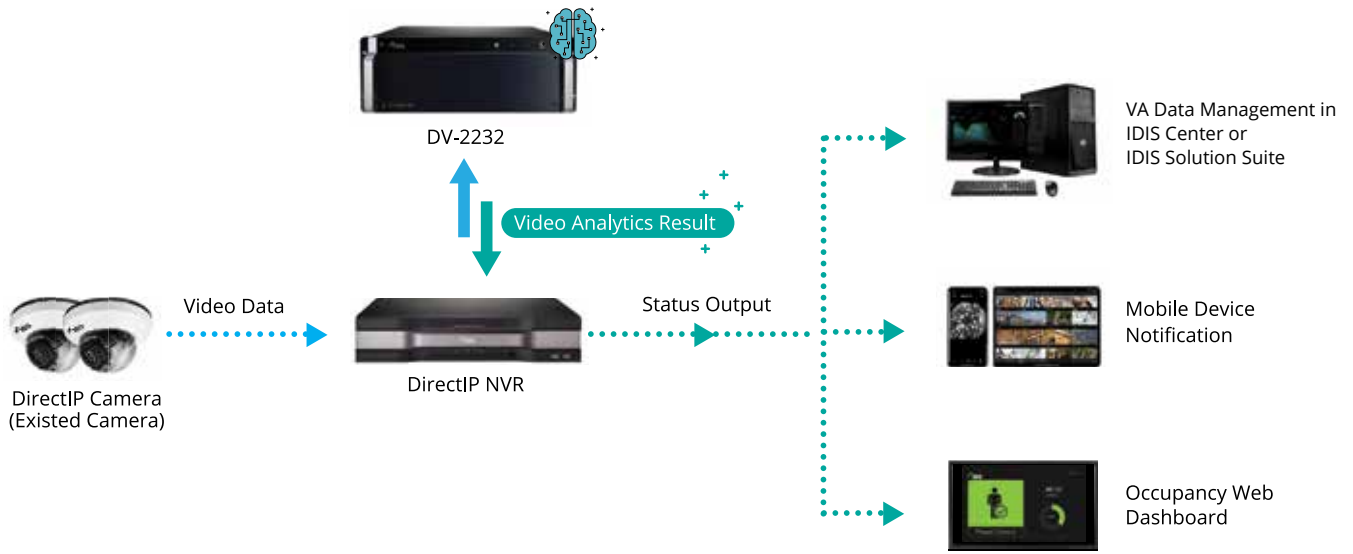 DV-2232
Video Analytics Result
VA Data Management in
IDIS Center or
IDIS Solution Suite
Video Data
Status Output
DirectIP Camera
(Existed Camera)
DirectIP NVR
Mobile Device
Notification
Occupancy Web
Dashboard